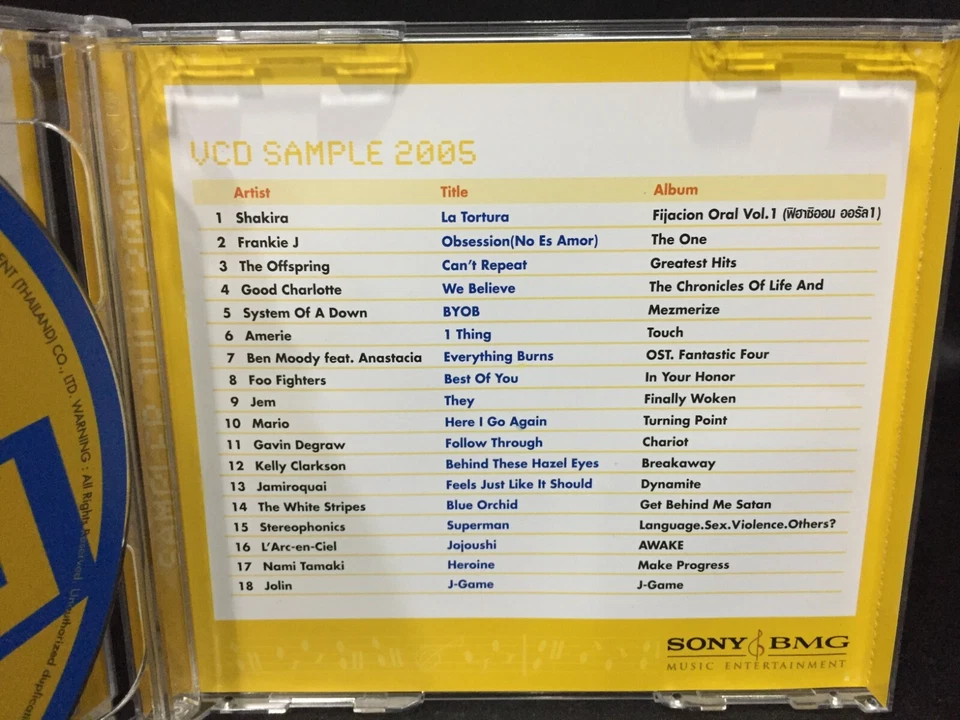 VCD SAMPLE 2005
Artist Title Album
1 Shakira La Tortura Fijacion Oral Vol.1 (ฟิฮาซิออน ออรัล1)
2 Frankie J Obsession(No Es Amor) The One
3 The Offspring Can't Repeat Greatest Hits
4 Good Charlotte We Believe The Chronicles Of Life And
5 System Of A Down BYOB Mezmerize
6 Amerie 1 Thing Touch
7 Ben Moody feat. Anastacia Everything Burns OST. Fantastic Four
8 Foo Fighters Best Of You In Your Honor
9 Jem They Finally Woken
10 Mario Here I Go Again Turning Point
11 Gavin Degraw Follow Through Chariot
12 Kelly Clarkson Behind These Hazel Eyes Breakaway
13 Jamiroquai Feels Just Like It Should Dynamite
14 The White Stripes Blue Orchid Get Behind Me Satan
15 Stereophonics Superman Language.Sex.Violence.Others?
16 L'Arc-en-Ciel Jojoushi AWAKE
17 Nami Tamaki Heroine Make Progress
18 Jolin J-Game J-Game
SONY BMG
MUSIC ENTERTAINMENT
(THAILAND) CO., LTD. WARNING : All Rights Reserved. Unauthorized